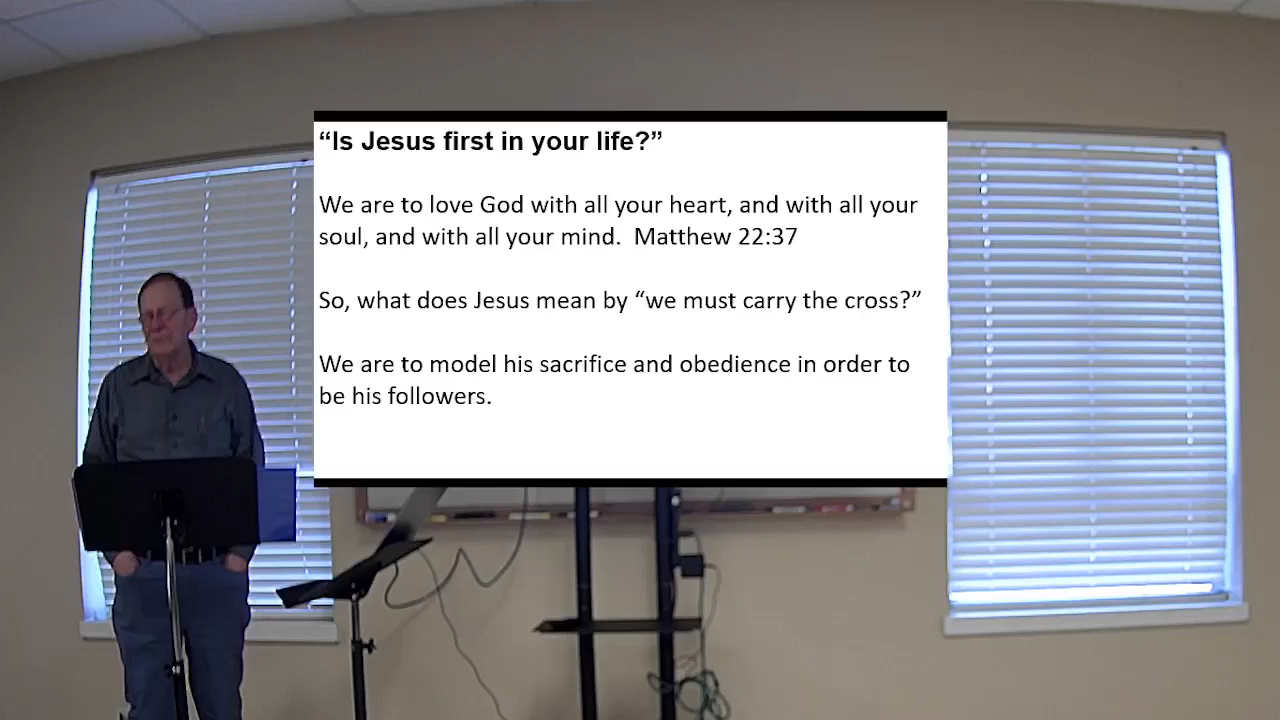 “Is Jesus first in your life?”
We are to love God with all your heart, and with all your
soul, and with all your mind.  Matthew 22:37
So, what does Jesus mean by “we must carry the cross?”
We are to model his sacrifice and obedience in order to
be his followers.